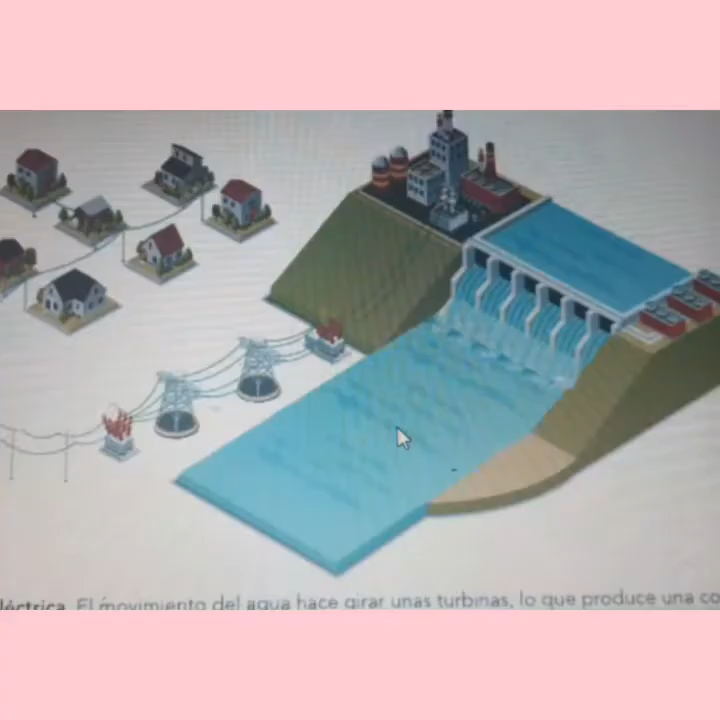 léctrica. El movimiento del agua hace girar unas turbinas, lo que produce una co